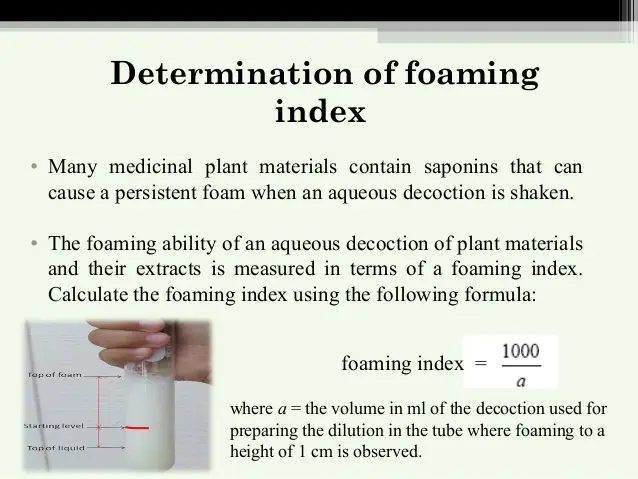 Determination of foaming
index
• Many medicinal plant materials contain saponins that can
cause a persistent foam when an aqueous decoction is shaken.
• The foaming ability of an aqueous decoction of plant materials
and their extracts is measured in terms of a foaming index.
Calculate the foaming index using the following formula:
Top of foam
Starting level
Top of liquid
foaming index = 1000 / a
where a = the volume in ml of the decoction used for
preparing the dilution in the tube where foaming to a
height of 1 cm is observed.